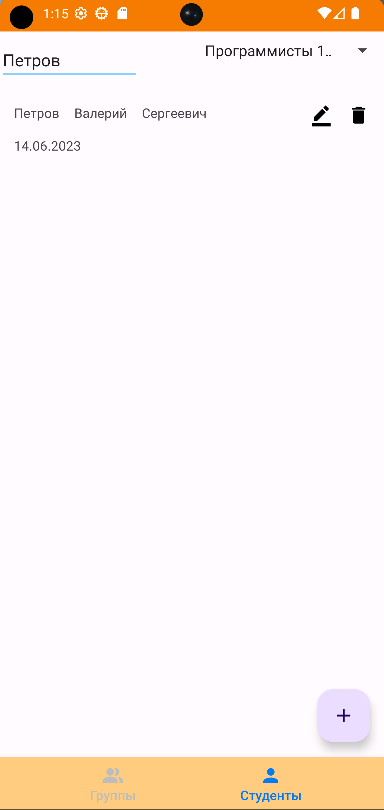 1:15
Петров
Программисты 1..
Петров Валерий Сергеевич
14.06.2023
Группы
Студенты